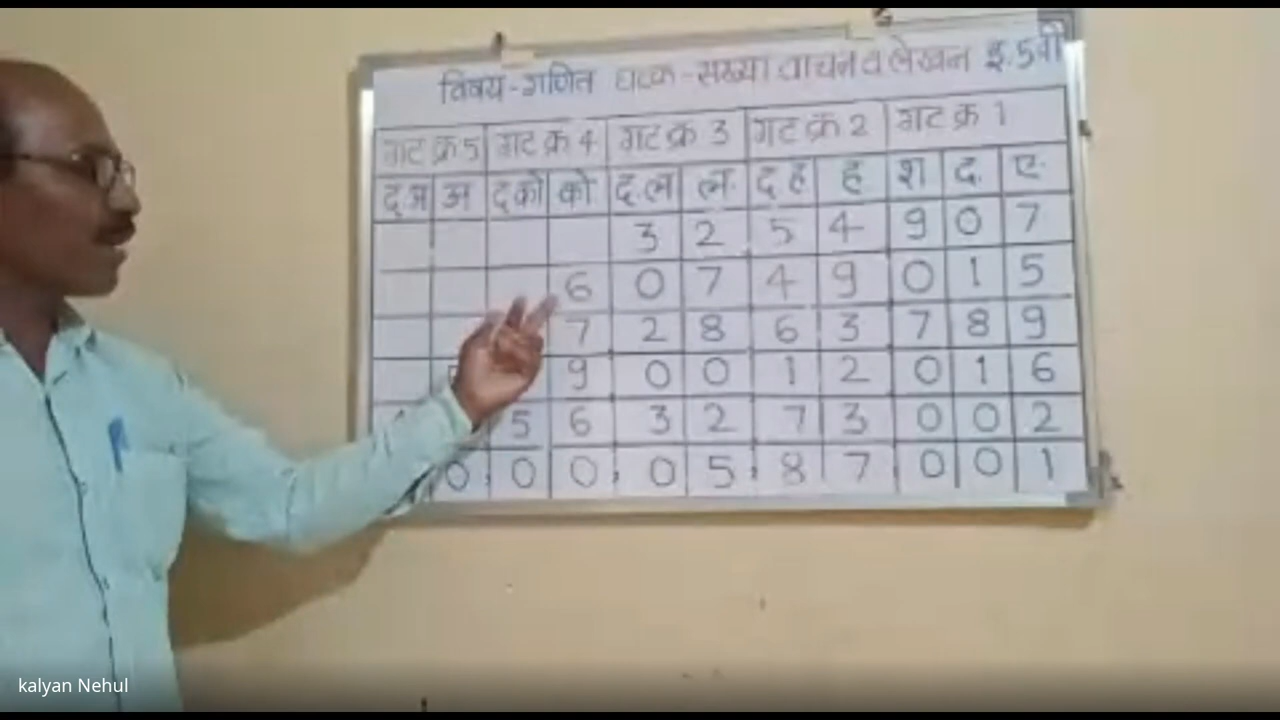 विषय-गणित घटक-संख्या वाचन व लेखन इ.5वी
गट क्र 5 गट क्र 4 गट क्र 3 गट क्र 2 गट क्र 1
द.अ अ द.को को द.ल ल. द.ह ह श द. ए.
3 2 5 4 9 0 7
6 0 7 4 9 0 1 5
7 2 8 6 3 7 8 9
9 0 0 1 2 0 1 6
5 6 3 2 7 3 0 0 2
0 0 0 0 5 8 7 0 0 1
kalyan Nehul